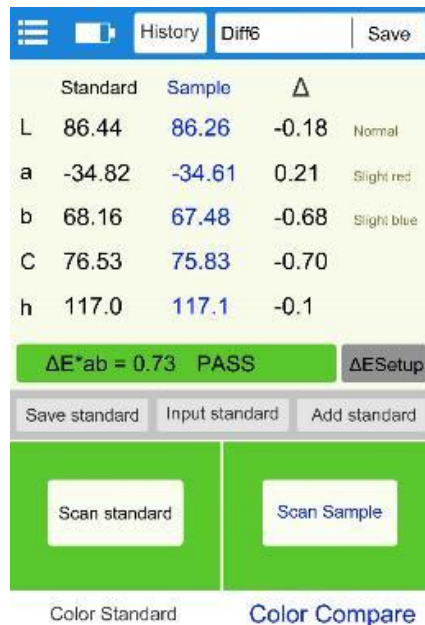 History Diff6 Save
Standard Sample Δ
L 86.44 86.26 -0.18 Normal
a -34.82 -34.61 0.21 Slight red
b 68.16 67.48 -0.68 Slight blue
C 76.53 75.83 -0.70
h 117.0 117.1 -0.1
ΔE*ab = 0.73 PASS ΔESetup
Save standard Input standard Add standard
Scan standard Scan Sample
Color Standard Color Compare